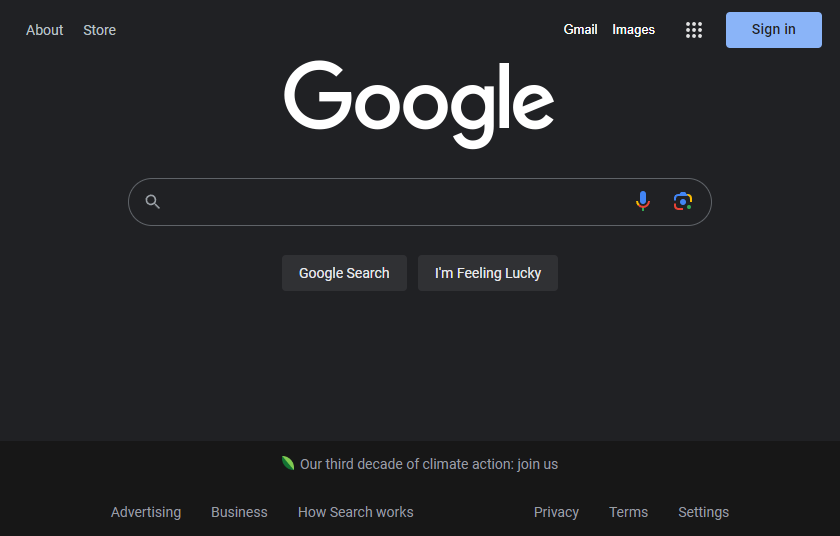 About Store Gmail Images Sign in
Google
Google Search I'm Feeling Lucky
Our third decade of climate action: join us
Advertising Business How Search works Privacy Terms Settings